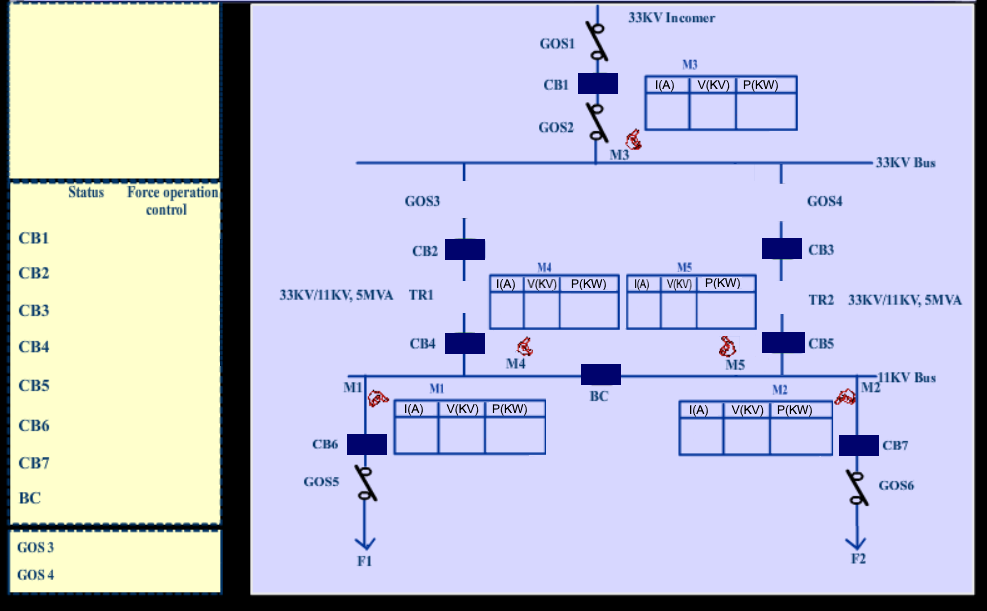 Status Force operation
control
CB1
CB2
CB3
CB4
CB5
CB6
CB7
BC
GOS 3
GOS 4
33KV Incomer
GOS1
M3
CB1
I(A) V(KV) P(KW)
GOS2
M3
33KV Bus
GOS3 GOS4
CB2 CB3
M4 M5
I(A) V(KV) P(KW) I(A) V(KV) P(KW)
33KV/11KV, 5MVA TR1 TR2 33KV/11KV, 5MVA
CB4 CB5
M4 M5
11KV Bus
M1 M1 BC M2 M2
I(A) V(KV) P(KW) I(A) V(KV) P(KW)
CB6 CB7
GOS5 GOS6
F1 F2